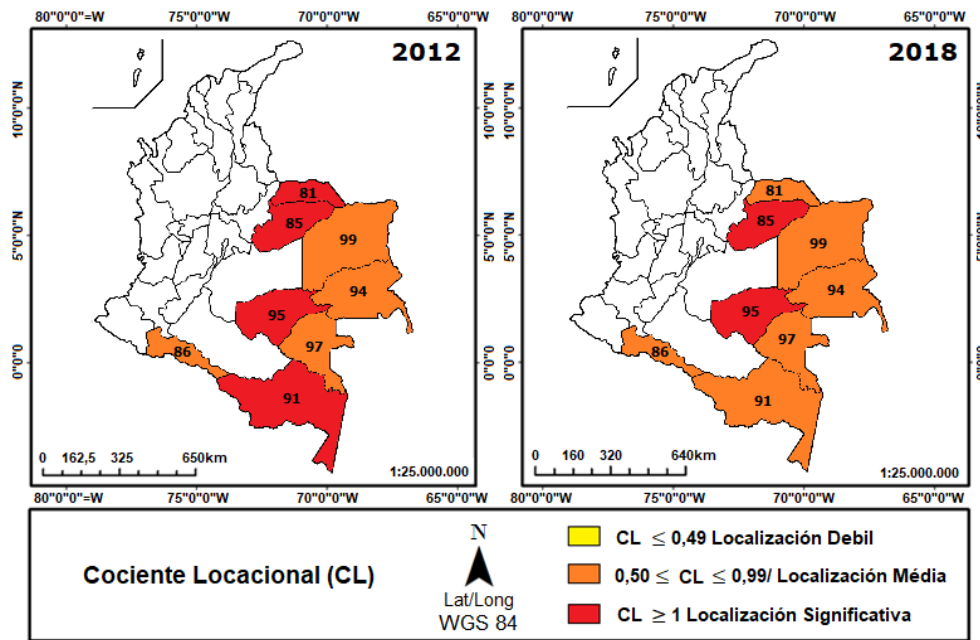 80°0'0"W 75°0'0"W 70°0'0"W 65°0'0"W
2012
10°0'0"N
5°0'0"N
0°0'0"
81
85
99
94
95
97
86
91
0 162,5 325 650km
1:25.000.000
80°0'0"=W 75°0'0"W 70°0'0"W 65°0'0"W
80°0'0"W 75°0'0"W 70°0'0"W 65°0'0"W
2018
10°0'0"N
5°0'0"N
0°0'0"
81
85
99
94
95
97
86
91
0 160 320 640km
1:25.000.000
80°0'0"W 75°0'0"W 70°0'0"W 65°0'0"W
Cociente Locacional (CL)
N
Lat/Long
WGS 84
CL ≤ 0,49 Localización Debil
0,50 ≤ CL ≤ 0,99/ Localización Média
CL ≥ 1 Localización Significativa